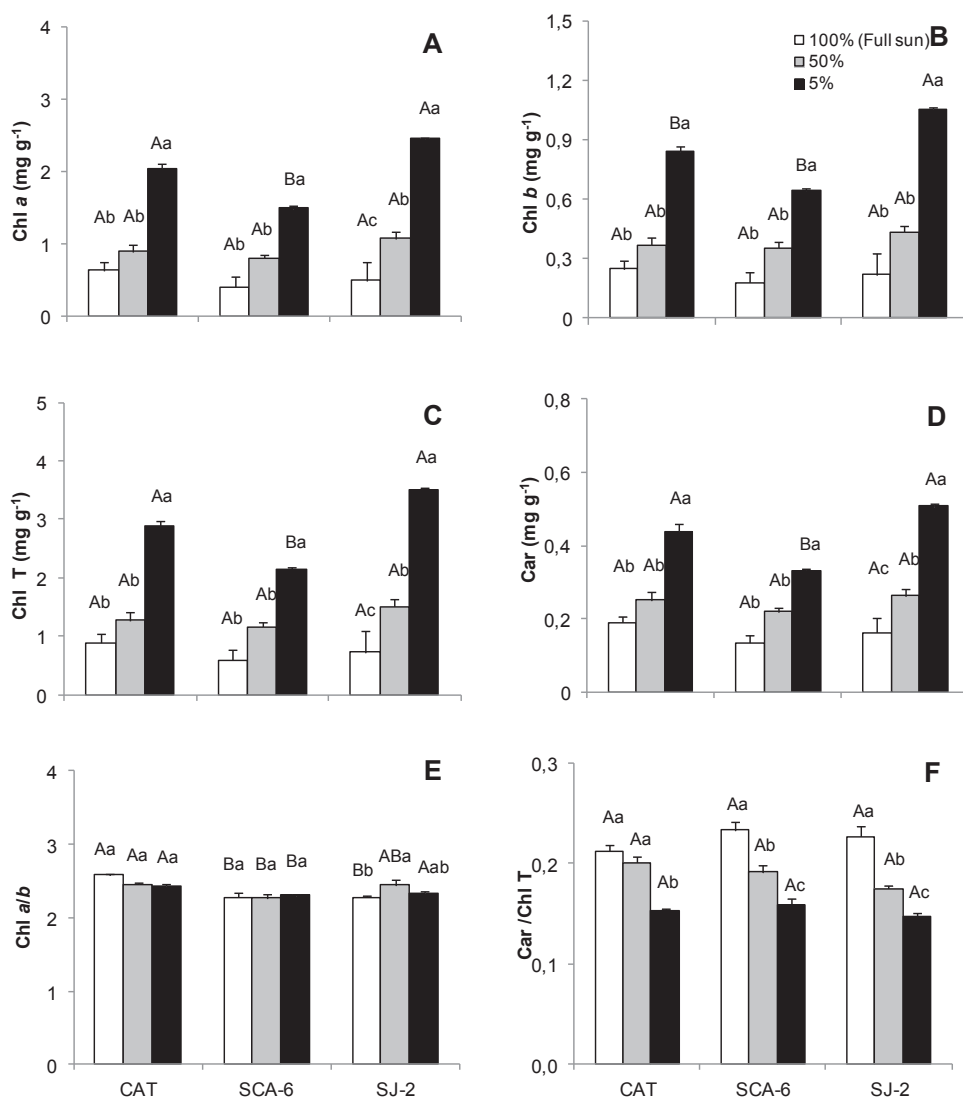 A
Chl a (mg g-1)
4
3
2
1
0
Ab Ab Aa
Ab Ab Ba
Ac Ab Aa
B
100% (Full sun)
50%
5%
Chl b (mg g-1)
1,5
1,2
0,9
0,6
0,3
0
Ab Ab Ba
Ab Ab Ba
Ab Ab Aa
C
Chl T (mg g-1)
5
4
3
2
1
0
Ab Ab Aa
Ab Ab Ba
Ac Ab Aa
D
Car (mg g-1)
0,8
0,6
0,4
0,2
0
Ab Ab Aa
Ab Ab Ba
Ac Ab Aa
E
Chl a/b
4
3
2
1
0
Aa Aa Aa
Ba Ba Ba
Bb ABa Aab
CAT SCA-6 SJ-2
F
Car /Chl T
0,3
0,2
0,1
0,0
Aa Aa Ab
Aa Ab Ac
Aa Ab Ac
CAT SCA-6 SJ-2